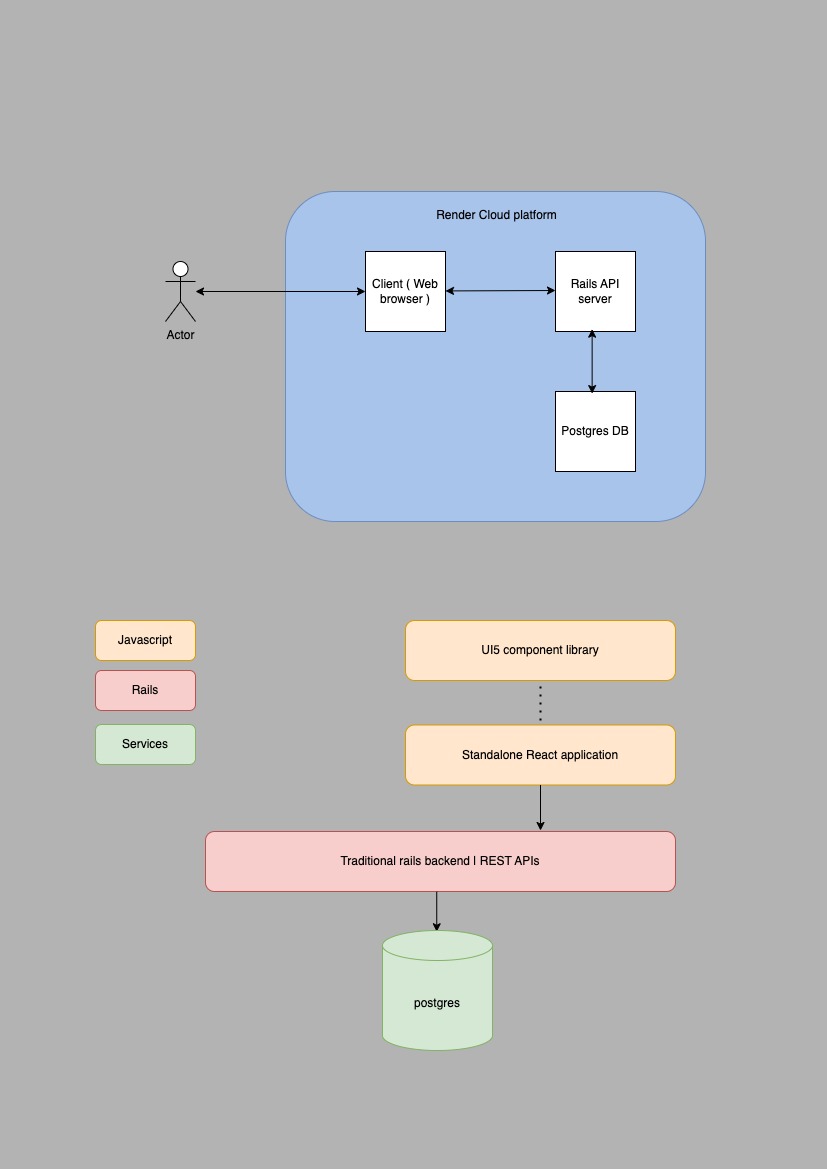 Render Cloud platform
Client ( Web
browser )
Rails API
server
Actor
Postgres DB
Javascript
UI5 component library
Rails
Services
Standalone React application
Traditional rails backend | REST APIs
postgres